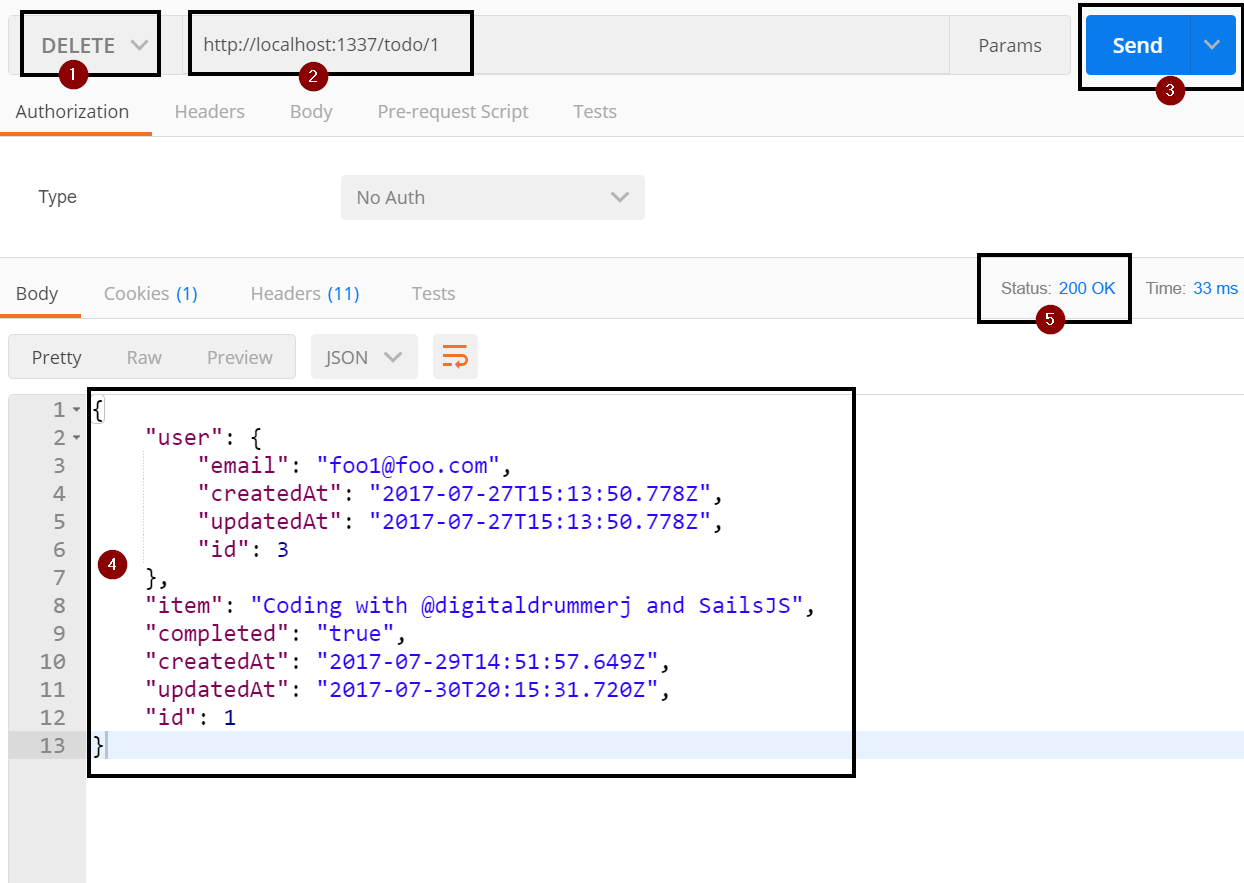 DELETE http://localhost:1337/todo/1 Params Send
1 2 3
Authorization Headers Body Pre-request Script Tests
Type No Auth
Body Cookies (1) Headers (11) Tests Status: 200 OK Time: 33 ms
5
Pretty Raw Preview JSON
1 {
2 "user": {
3 "email": "foo1@foo.com",
4 "createdAt": "2017-07-27T15:13:50.778Z",
5 "updatedAt": "2017-07-27T15:13:50.778Z",
6 "id": 3
4
7 },
8 "item": "Coding with @digitaldrummerj and SailsJS",
9 "completed": "true",
10 "createdAt": "2017-07-29T14:51:57.649Z",
11 "updatedAt": "2017-07-30T20:15:31.720Z",
12 "id": 1
13 }